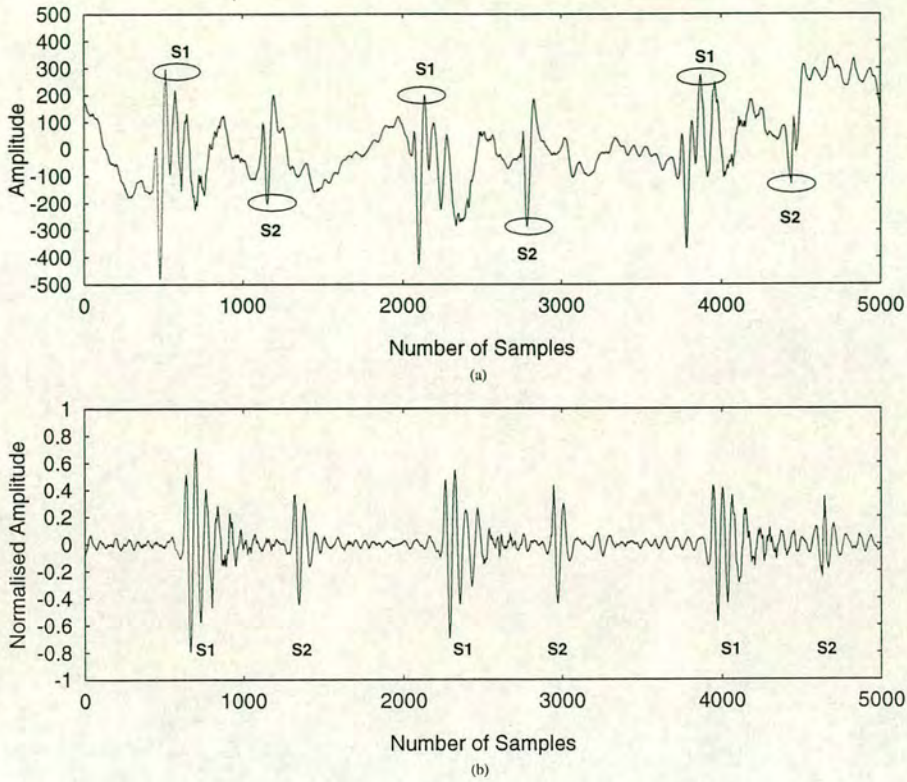 500
400
300
200
100
0
-100
-200
-300
-400
-500
Amplitude
S1
S2
S1
S2
S1
S2
0
1000
2000
3000
4000
5000
Number of Samples
(a)
1
0.8
0.6
0.4
0.2
0
-0.2
-0.4
-0.6
-0.8
-1
Normalised Amplitude
S1
S2
S1
S2
S1
S2
0
1000
2000
3000
4000
5000
Number of Samples
(b)